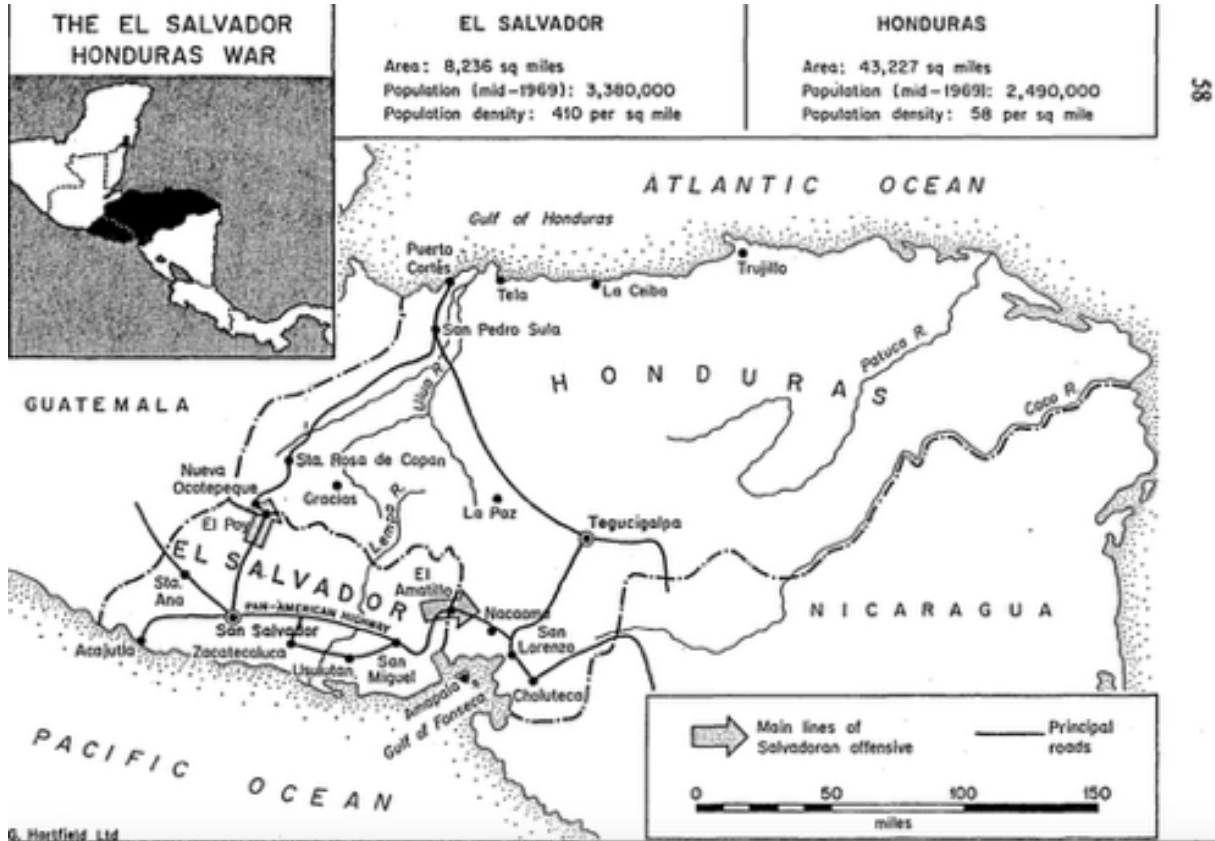 THE EL SALVADOR
HONDURAS WAR
EL SALVADOR
Area: 8,236 sq miles
Population (mid-1969): 3,380,000
Population density: 410 per sq mile
HONDURAS
Area: 43,227 sq miles
Population (mid-1969): 2,490,000
Population density: 58 per sq mile
58
ATLANTIC OCEAN
Gulf of Honduras
Puerto
Cortés
Tela
La Ceiba
Trujillo
San Pedro Sula
Patuca R.
HONDURAS
Ulua R.
Coco R.
GUATEMALA
Sta. Rosa de Copan
Nueva
Ocotepeque
Gracias
Lempa R.
La Paz
El Poy
Tegucigalpa
EL SALVADOR
Sta.
Ana
El
Amatillo
PAN-AMERICAN HIGHWAY
Nacaome
NICARAGUA
San Salvador
San
Lorenzo
Acajutla
Zacatecaluca
Usulutan
San
Miguel
Amapala
Choluteca
Gulf of Fonseca
PACIFIC OCEAN
Main lines of
Salvadoran offensive
Principal
roads
0 50 100 150
miles
G. Hartfield Ltd